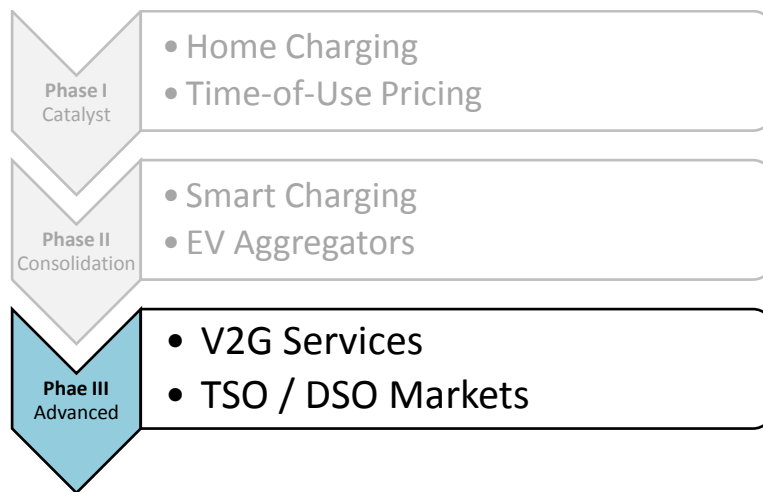 Phase I
Catalyst
• Home Charging
• Time-of-Use Pricing
Phase II
Consolidation
• Smart Charging
• EV Aggregators
Phae III
Advanced
• V2G Services
• TSO / DSO Markets